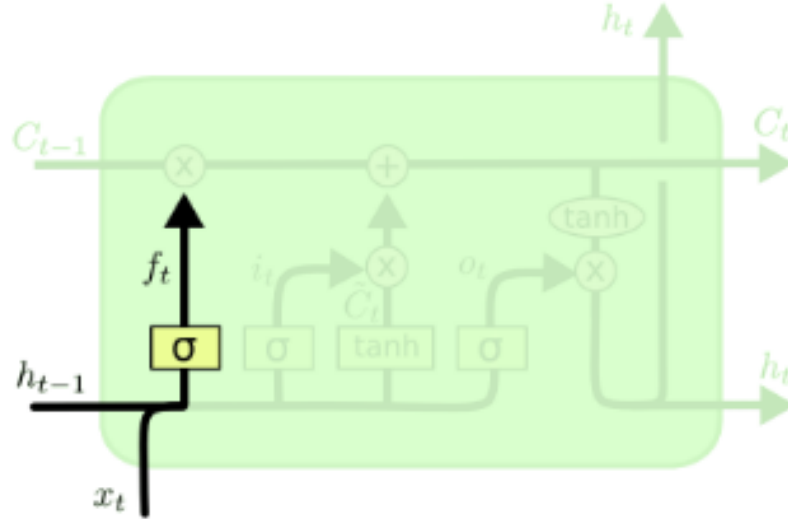 h_t
C_{t-1} × + C_t
tanh
f_t i_t × o_t ×
C̃_t
σ σ tanh σ
h_{t-1} h_t
x_t